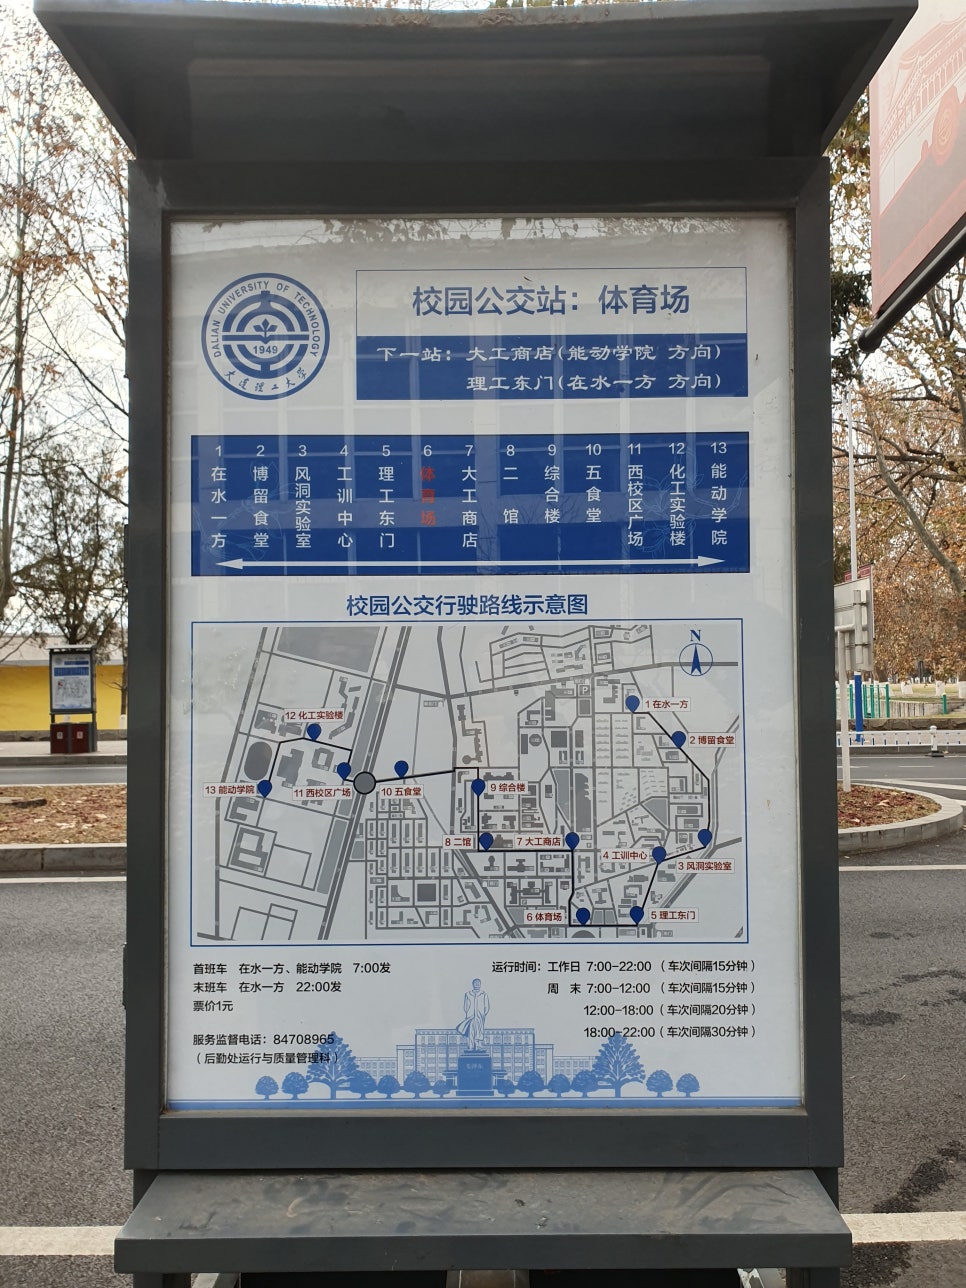 DALIAN UNIVERSITY OF TECHNOLOGY
1949
大连理工大学
校园公交站：体育场
下一站：大工商店(能动学院 方向)
理工东门(在水一方 方向)
1 在水一方
2 博留食堂
3 风洞实验室
4 工训中心
5 理工东门
6 体育场
7 大工商店
8 二馆
9 综合楼
10 五食堂
11 西校区广场
12 化工实验楼
13 能动学院
校园公交行驶路线示意图
N
P
1 在水一方
12 化工实验楼
2 博留食堂
13 能动学院
11 西校区广场
10 五食堂
9 综合楼
8 二馆
7 大工商店
4 工训中心
3 风洞实验室
6 体育场
5 理工东门
首班车 在水一方、能动学院 7:00发
末班车 在水一方 22:00发
票价1元
服务监督电话：84708965
（后勤处运行与质量管理科）
运行时间：工作日 7:00-22:00 （车次间隔15分钟）
周 末 7:00-12:00 （车次间隔15分钟）
12:00-18:00 （车次间隔20分钟）
18:00-22:00 （车次间隔30分钟）